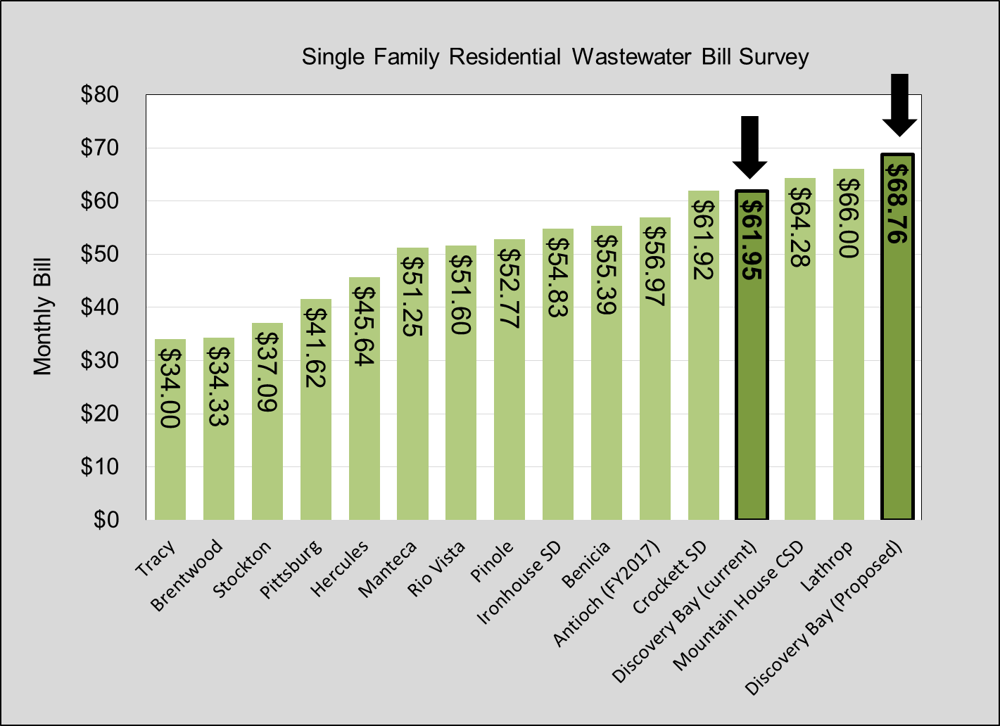 Single Family Residential Wastewater Bill Survey
Monthly Bill
$80
$70
$60
$50
$40
$30
$20
$10
$0
$34.00
$34.33
$37.09
$41.62
$45.64
$51.25
$51.60
$52.77
$54.83
$55.39
$56.97
$61.92
$61.95
$64.28
$66.00
$68.76
Tracy
Brentwood
Stockton
Pittsburg
Hercules
Manteca
Rio Vista
Pinole
Ironhouse SD
Benicia
Antioch (FY2017)
Crockett SD
Discovery Bay (current)
Mountain House CSD
Lathrop
Discovery Bay (Proposed)